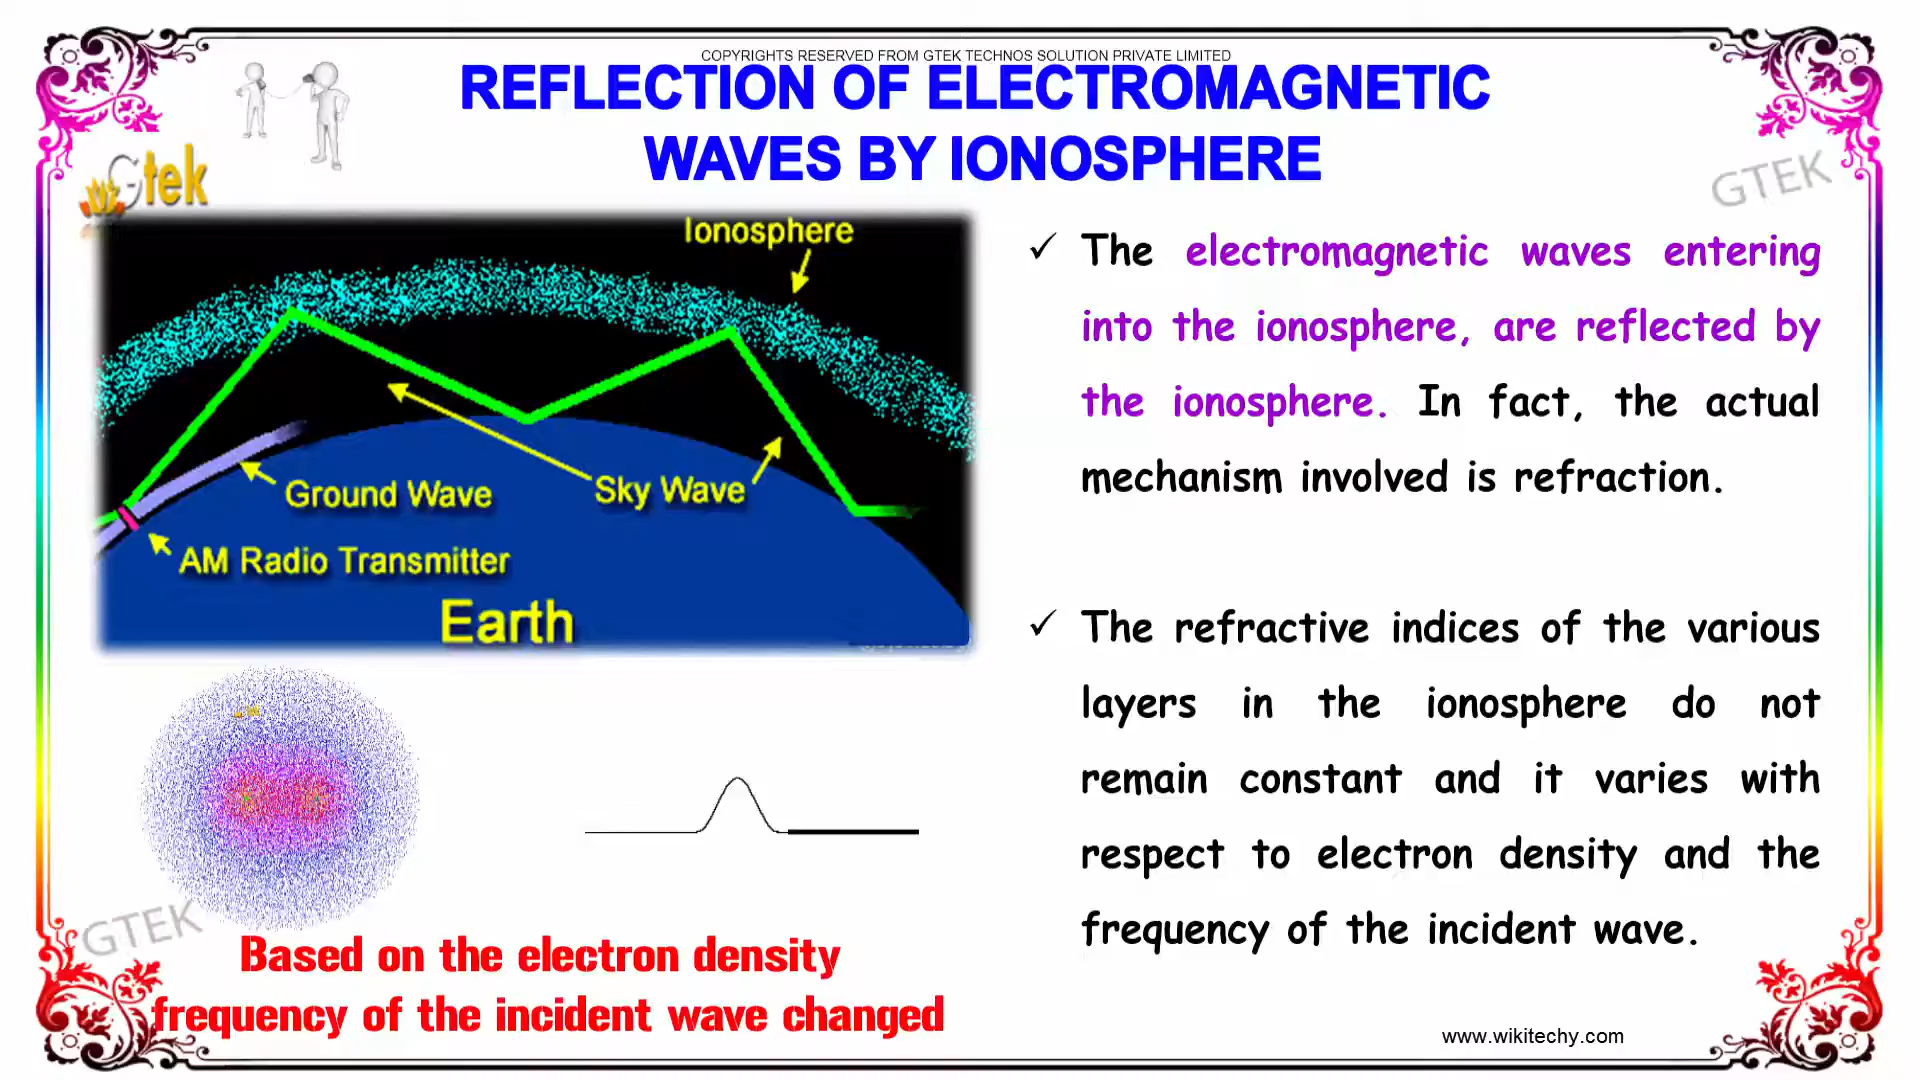 COPYRIGHTS RESERVED FROM GTEK TECHNOS SOLUTION PRIVATE LIMITED
REFLECTION OF ELECTROMAGNETIC
WAVES BY IONOSPHERE
Gtek
GTEK
Ionosphere
Ground Wave
Sky Wave
AM Radio Transmitter
Earth
✓ The electromagnetic waves entering
into the ionosphere, are reflected by
the ionosphere. In fact, the actual
mechanism involved is refraction.
✓ The refractive indices of the various
layers in the ionosphere do not
remain constant and it varies with
respect to electron density and the
frequency of the incident wave.
GTEK
Based on the electron density
frequency of the incident wave changed
www.wikitechy.com